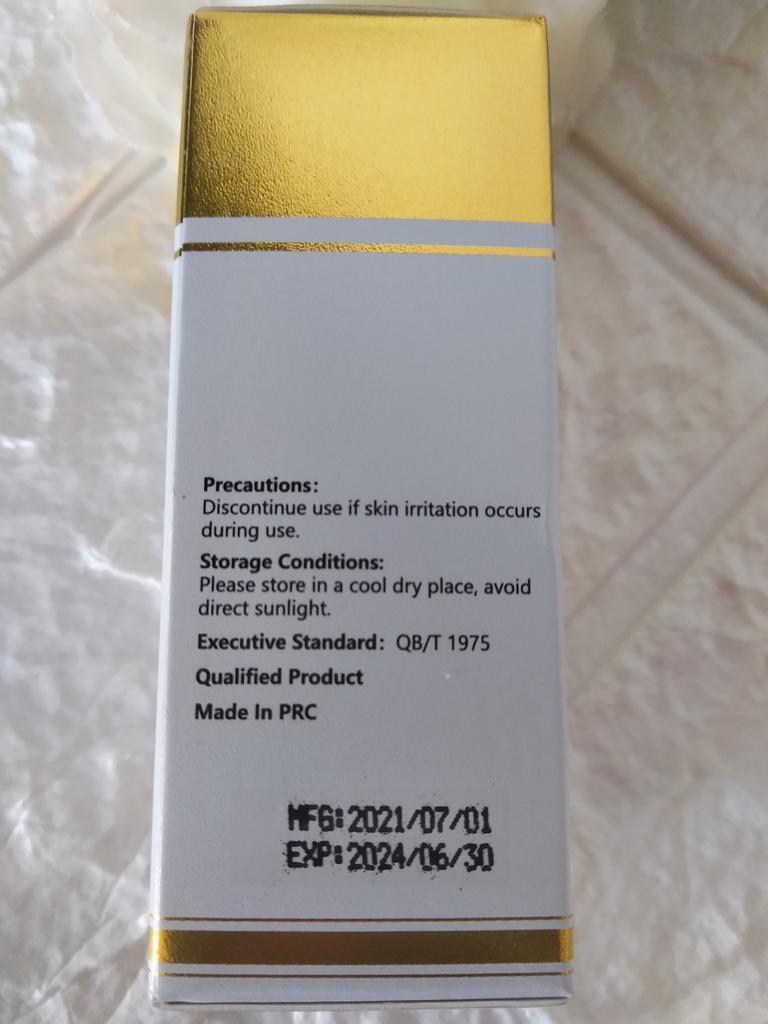 Precautions:
Discontinue use if skin irritation occurs
during use.
Storage Conditions:
Please store in a cool dry place, avoid
direct sunlight.
Executive Standard: QB/T 1975
Qualified Product
Made In PRC
MFG:2021/07/01
EXP:2024/06/30